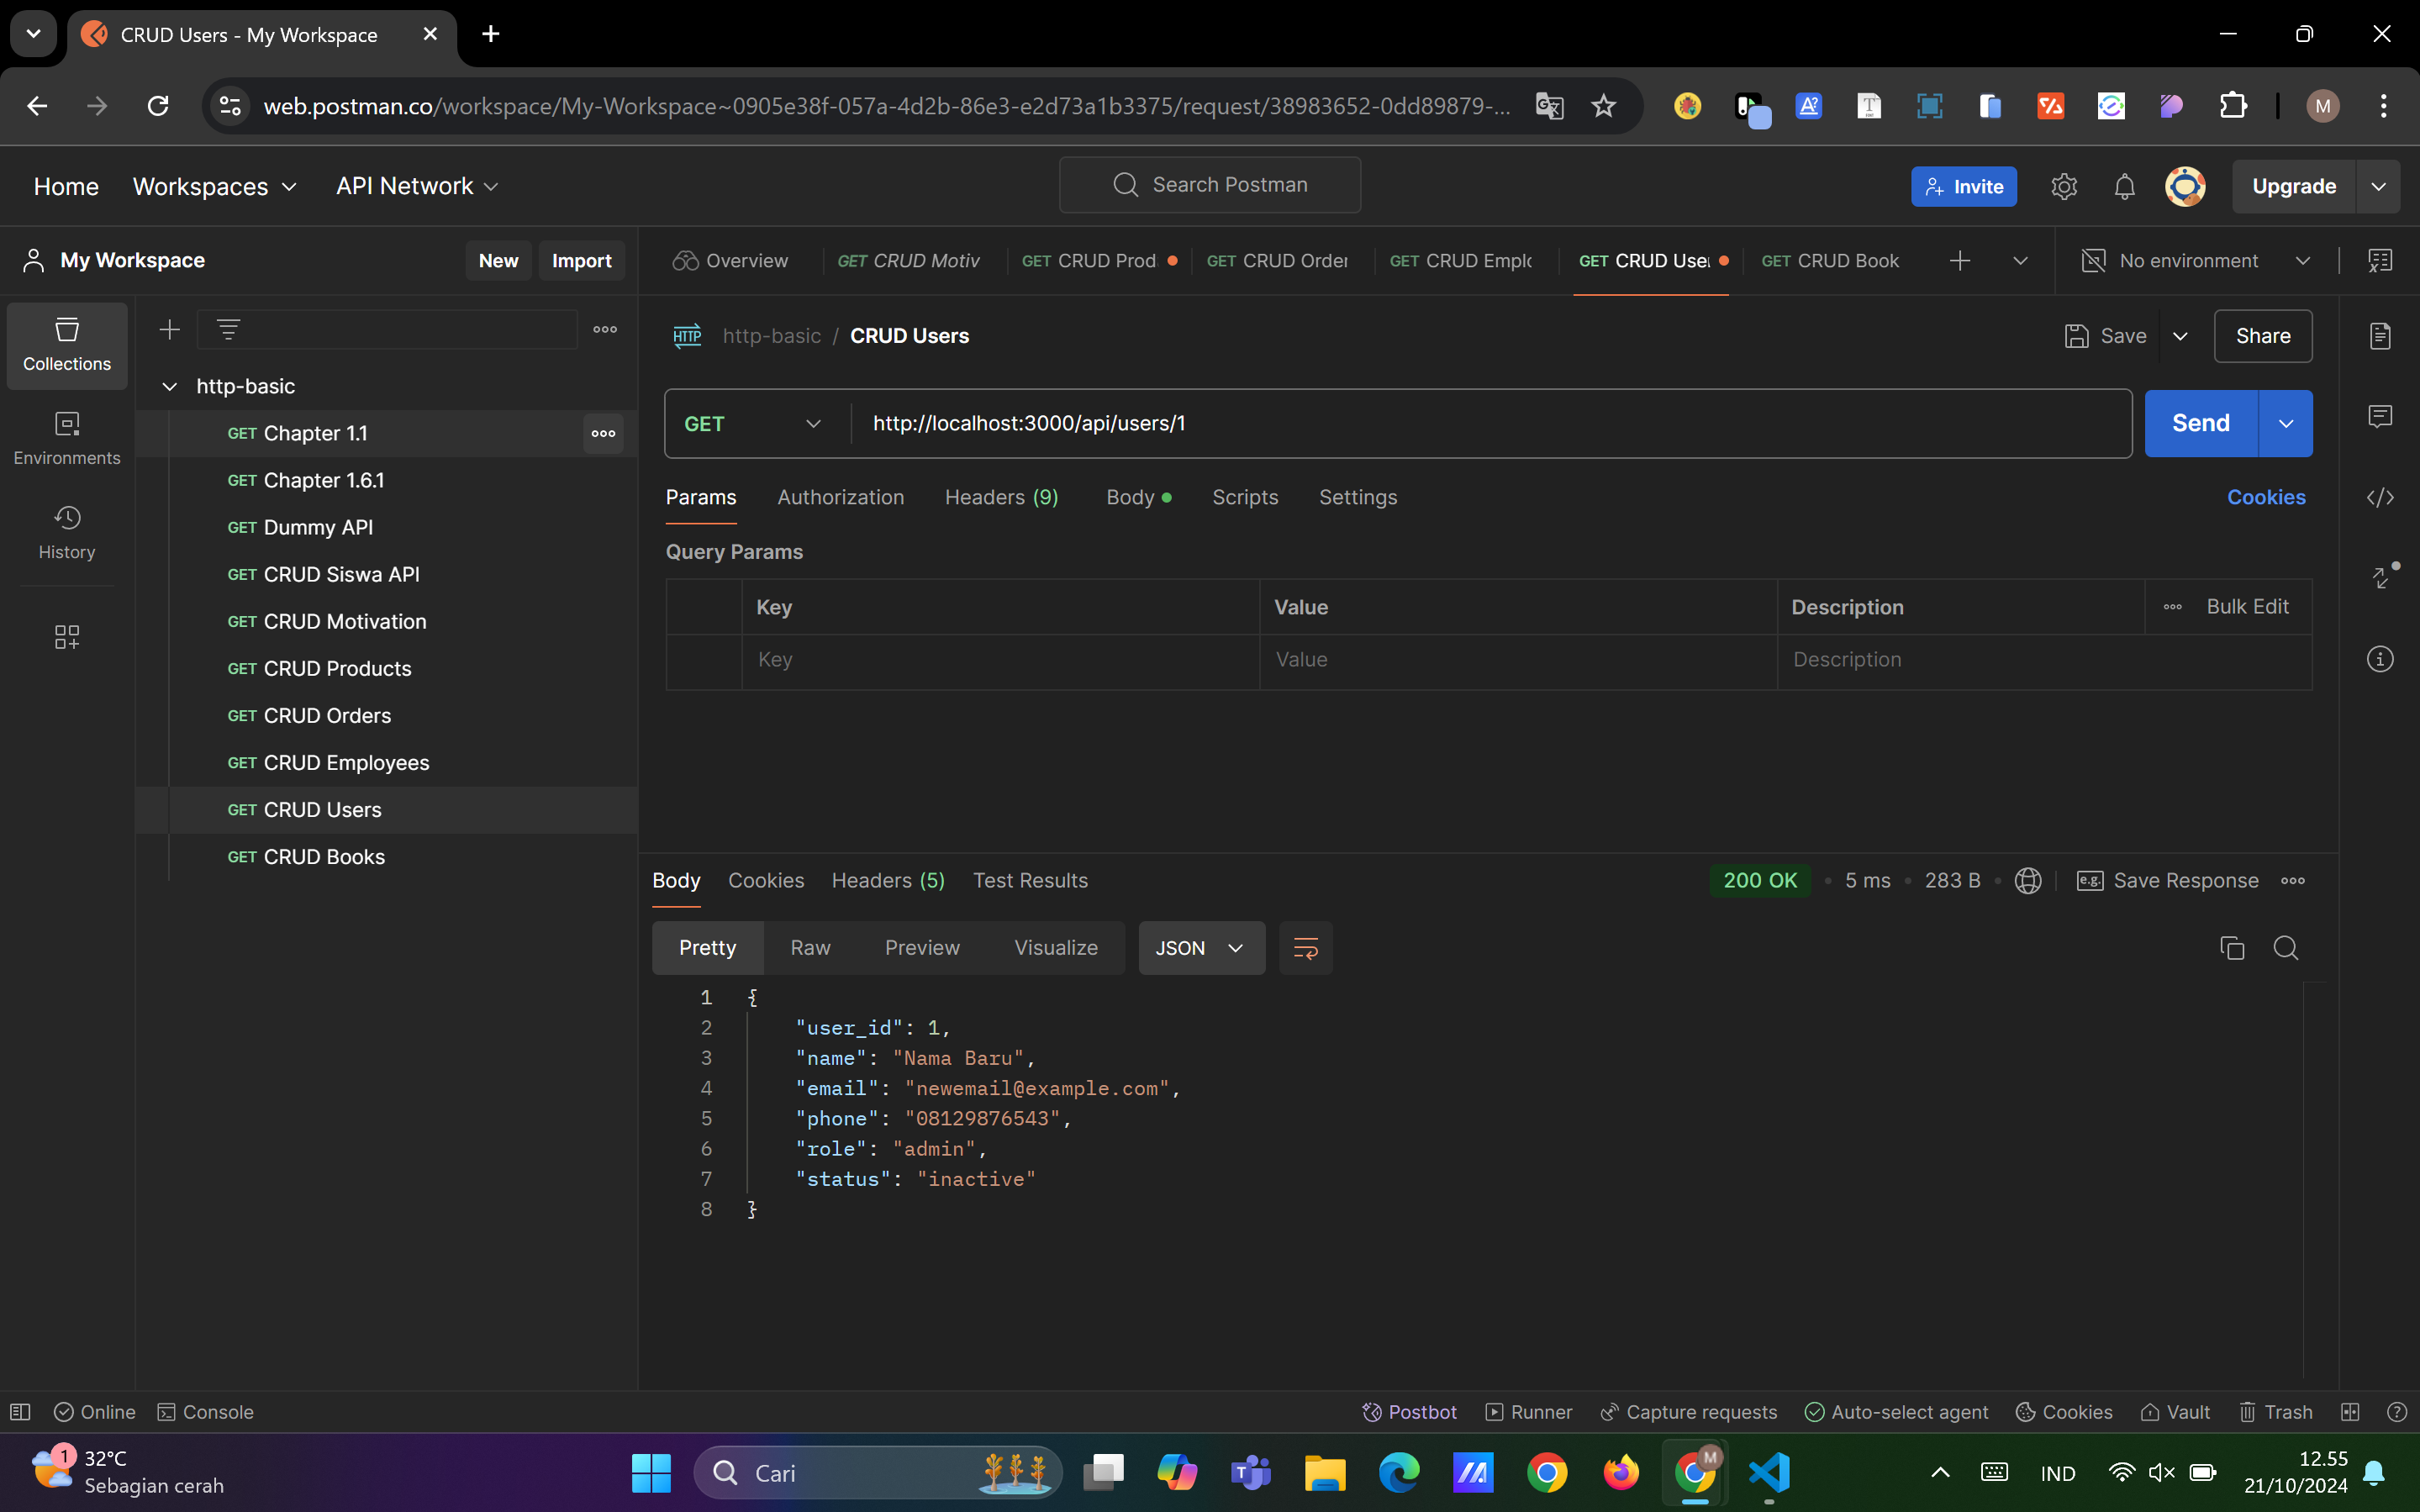 CRUD Users - My Workspace
web.postman.co/workspace/My-Workspace~0905e38f-057a-4d2b-86e3-e2d73a1b3375/request/38983652-0dd89879-...
M
Home
Workspaces
API Network
Search Postman
Invite
Upgrade
My Workspace
New
Import
Overview
GET CRUD Motiv
GET CRUD Prod
GET CRUD Order
GET CRUD Emplo
GET CRUD User
GET CRUD Book
No environment
Collections
Environments
History
http-basic
GET Chapter 1.1
GET Chapter 1.6.1
GET Dummy API
GET CRUD Siswa API
GET CRUD Motivation
GET CRUD Products
GET CRUD Orders
GET CRUD Employees
GET CRUD Users
GET CRUD Books
HTTP
http-basic / CRUD Users
Save
Share
GET
http://localhost:3000/api/users/1
Send
Params
Authorization
Headers (9)
Body
Scripts
Settings
Cookies
Query Params
Key
Value
Description
Bulk Edit
Key
Value
Description
Body
Cookies
Headers (5)
Test Results
200 OK
5 ms
283 B
e.g.
Save Response
Pretty
Raw
Preview
Visualize
JSON
1 {
2 "user_id": 1,
3 "name": "Nama Baru",
4 "email": "newemail@example.com",
5 "phone": "08129876543",
6 "role": "admin",
7 "status": "inactive"
8 }
Online
Console
Postbot
Runner
Capture requests
Auto-select agent
Cookies
Vault
Trash
1
32°C
Sebagian cerah
Cari
M
IND
12.55
21/10/2024